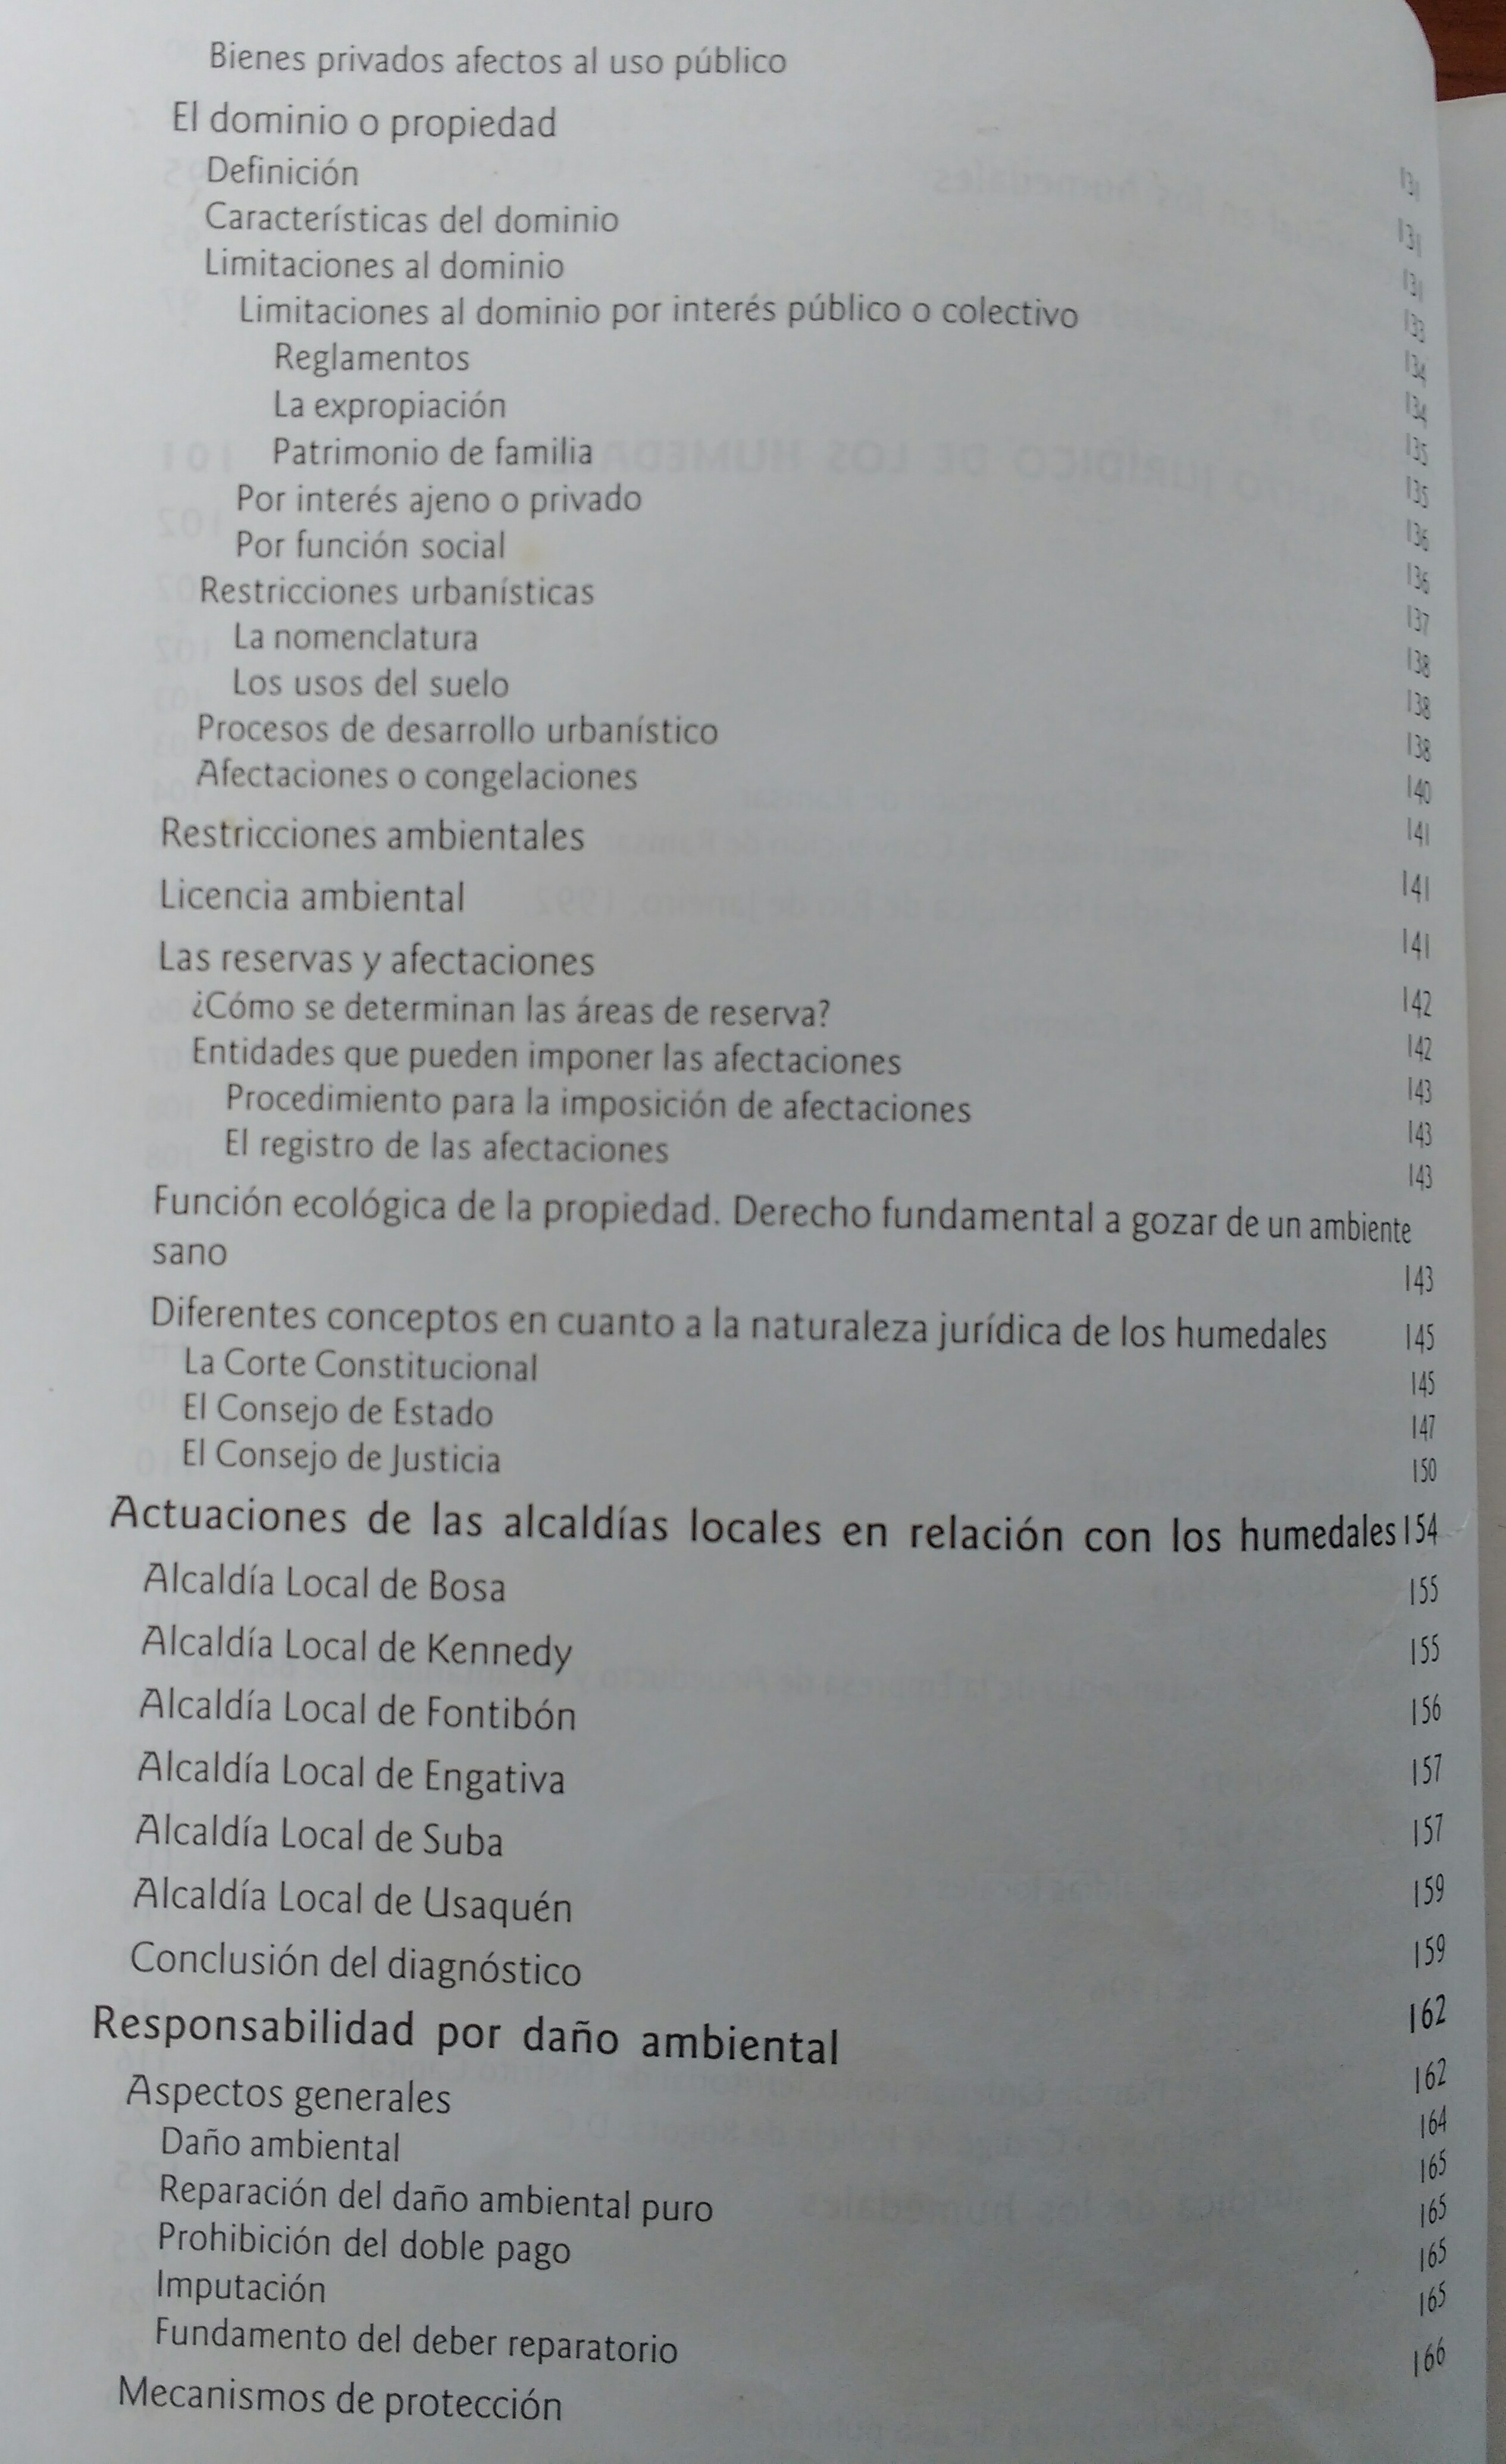 Bienes privados afectos al uso público 131
El dominio o propiedad 131
Definición 131
Características del dominio 133
Limitaciones al dominio 134
Limitaciones al dominio por interés público o colectivo 134
Reglamentos 135
La expropiación 135
Patrimonio de familia 136
Por interés ajeno o privado 136
Por función social 137
Restricciones urbanísticas 138
La nomenclatura 138
Los usos del suelo 138
Procesos de desarrollo urbanístico 140
Afectaciones o congelaciones 141
Restricciones ambientales 141
Licencia ambiental 141
Las reservas y afectaciones 142
¿Cómo se determinan las áreas de reserva? 142
Entidades que pueden imponer las afectaciones 143
Procedimiento para la imposición de afectaciones 143
El registro de las afectaciones 143
Función ecológica de la propiedad. Derecho fundamental a gozar de un ambiente
sano 143
Diferentes conceptos en cuanto a la naturaleza jurídica de los humedales 145
La Corte Constitucional 145
El Consejo de Estado 147
El Consejo de Justicia 150
Actuaciones de las alcaldías locales en relación con los humedales 154
Alcaldía Local de Bosa 155
Alcaldía Local de Kennedy 155
Alcaldía Local de Fontibón 156
Alcaldía Local de Engativa 157
Alcaldía Local de Suba 157
Alcaldía Local de Usaquén 159
Conclusión del diagnóstico 159
Responsabilidad por daño ambiental 162
Aspectos generales 162
Daño ambiental 164
Reparación del daño ambiental puro 165
Prohibición del doble pago 165
Imputación 165
Fundamento del deber reparatorio 165
Mecanismos de protección 166